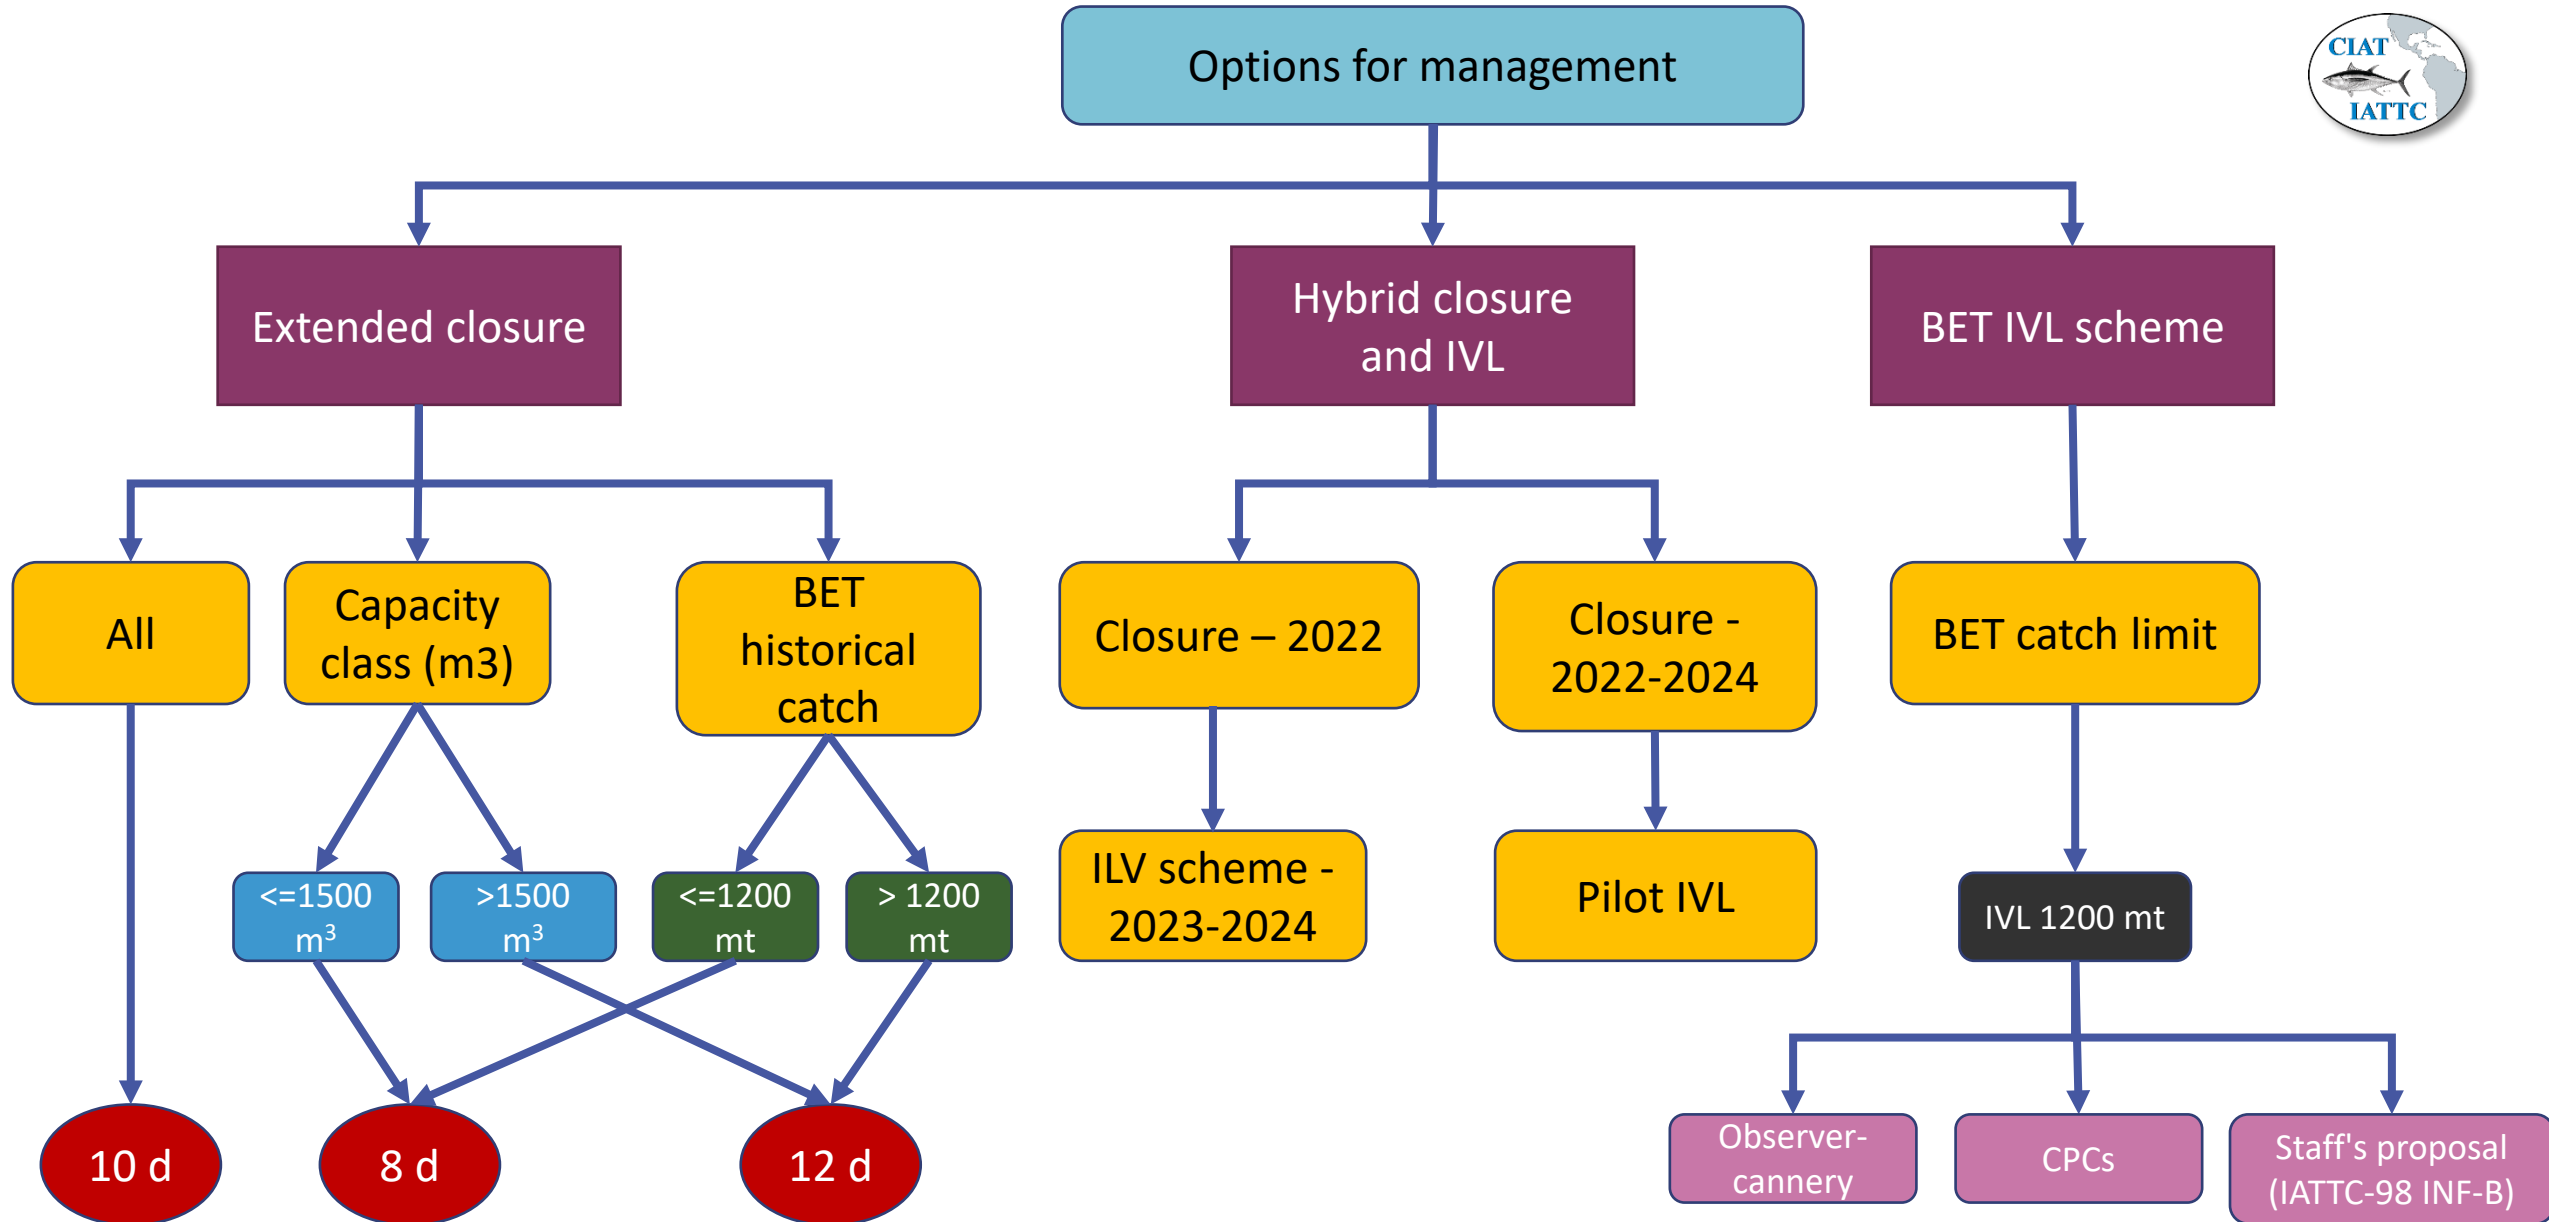 Options for management
CIAT
IATTC
Extended closure
Hybrid closure
and IVL
BET IVL scheme
All
Capacity
class (m3)
BET
historical
catch
Closure – 2022
Closure -
2022-2024
BET catch limit
<=1500
m³
>1500
m³
<=1200
mt
> 1200
mt
ILV scheme -
2023-2024
Pilot IVL
IVL 1200 mt
10 d
8 d
12 d
Observer-
cannery
CPCs
Staff's proposal
(IATTC-98 INF-B)